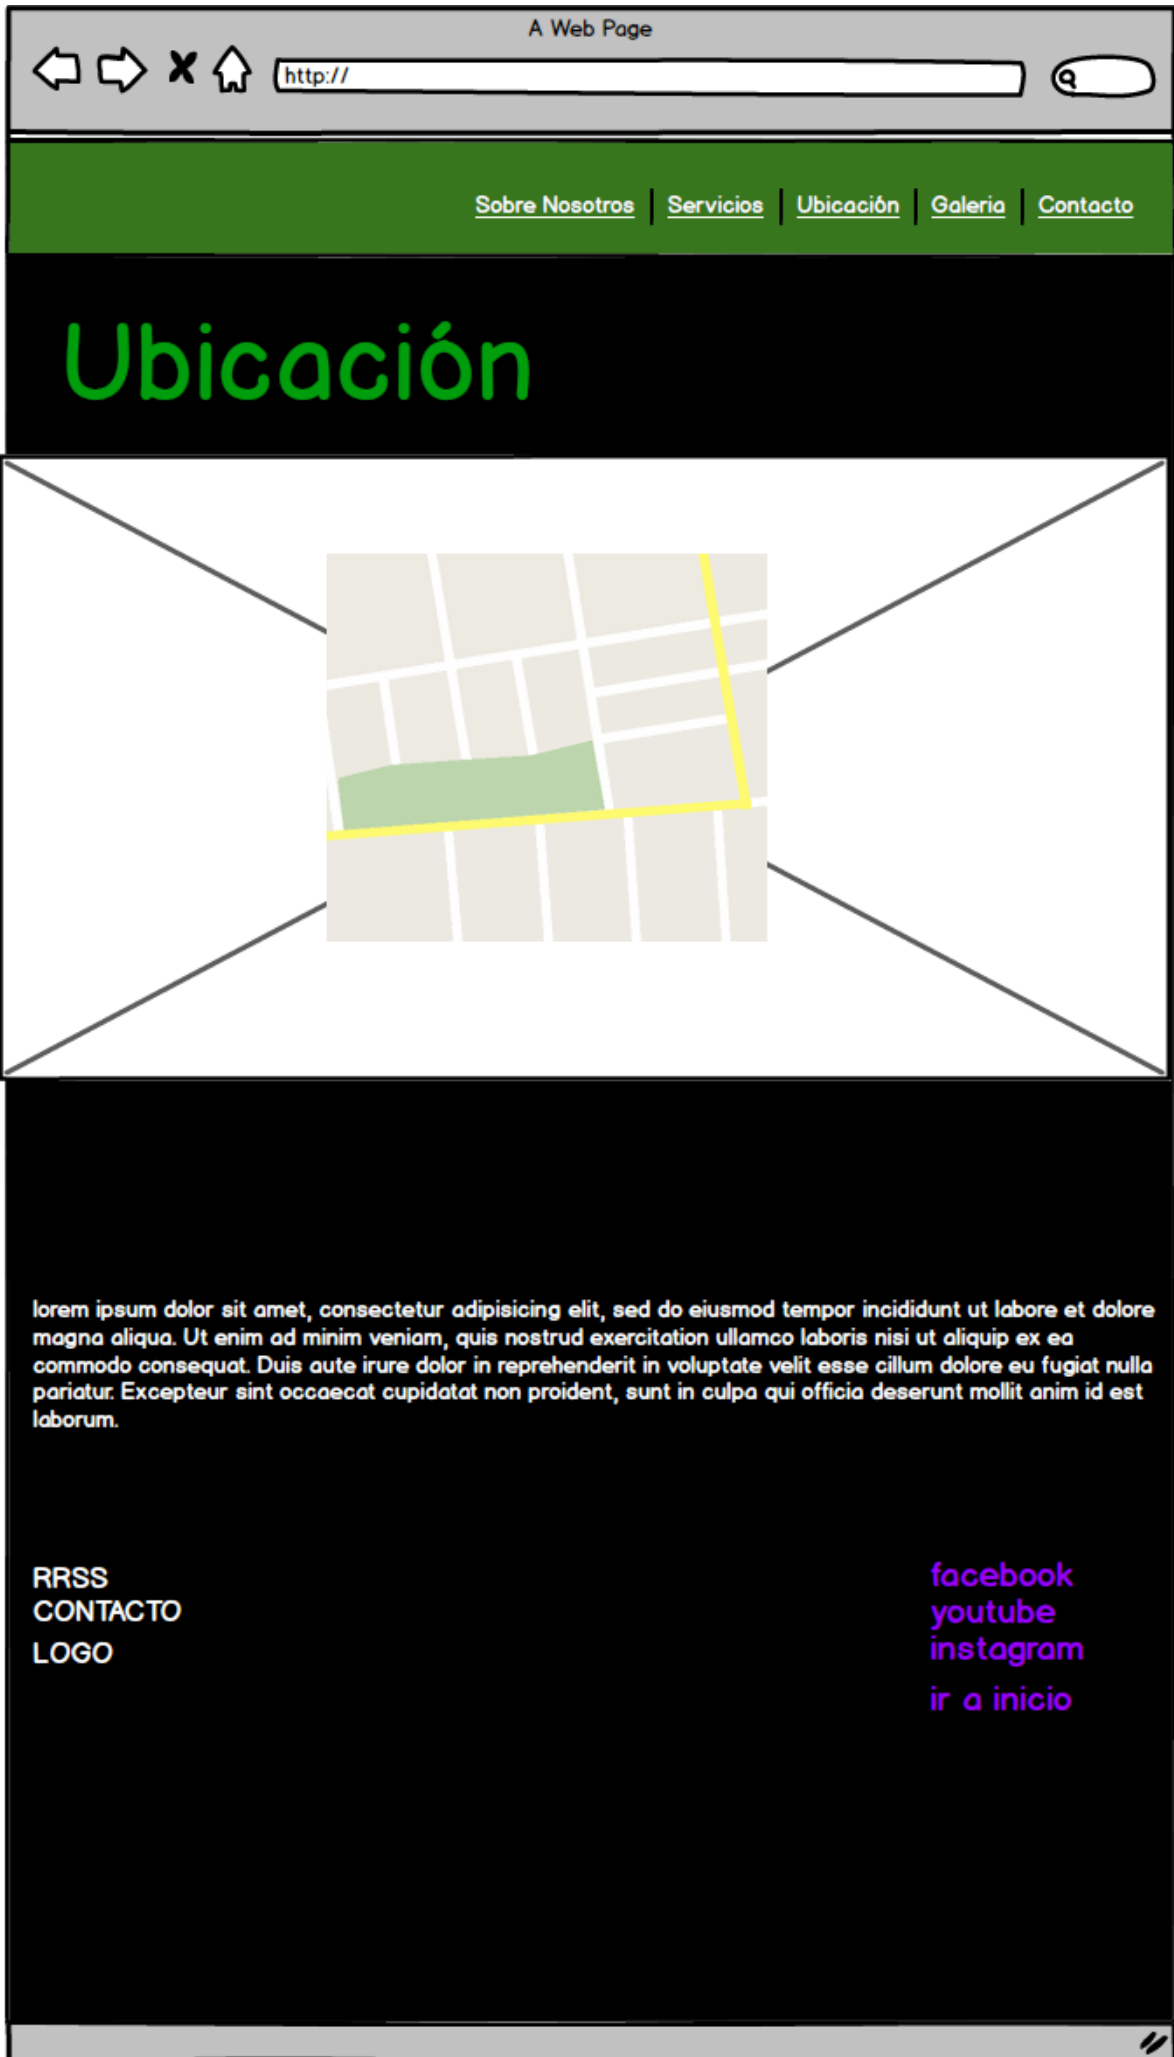 A Web Page
http://
Sobre Nosotros | Servicios | Ubicación | Galeria | Contacto
Ubicación
lorem ipsum dolor sit amet, consectetur adipisicing elit, sed do eiusmod tempor incididunt ut labore et dolore
magna aliqua. Ut enim ad minim veniam, quis nostrud exercitation ullamco laboris nisi ut aliquip ex ea
commodo consequat. Duis aute irure dolor in reprehenderit in voluptate velit esse cillum dolore eu fugiat nulla
pariatur. Excepteur sint occaecat cupidatat non proident, sunt in culpa qui officia deserunt mollit anim id est
laborum.
RRSS
CONTACTO
LOGO
facebook
youtube
instagram
ir a inicio